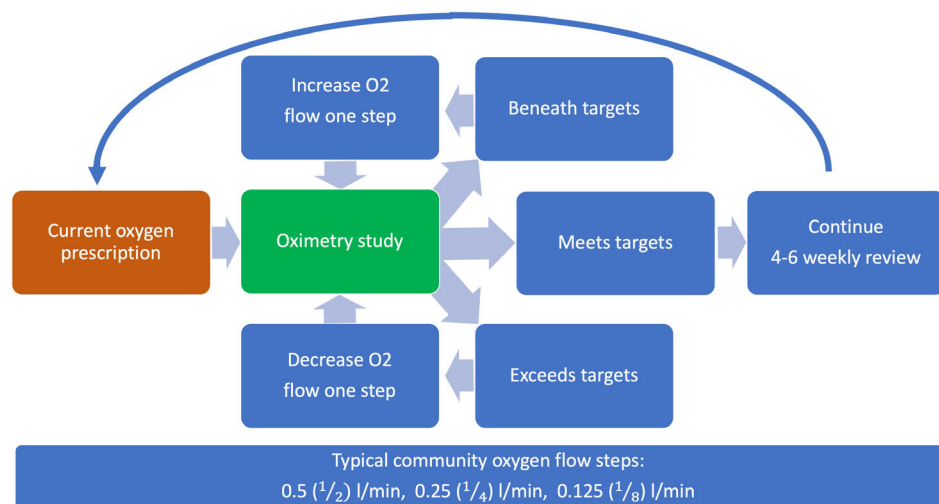 Increase O2
flow one step
Beneath targets
Current oxygen
prescription
Oximetry study
Meets targets
Continue
4-6 weekly review
Decrease O2
flow one step
Exceeds targets
Typical community oxygen flow steps:
0.5 (1/2) l/min, 0.25 (1/4) l/min, 0.125 (1/8) l/min